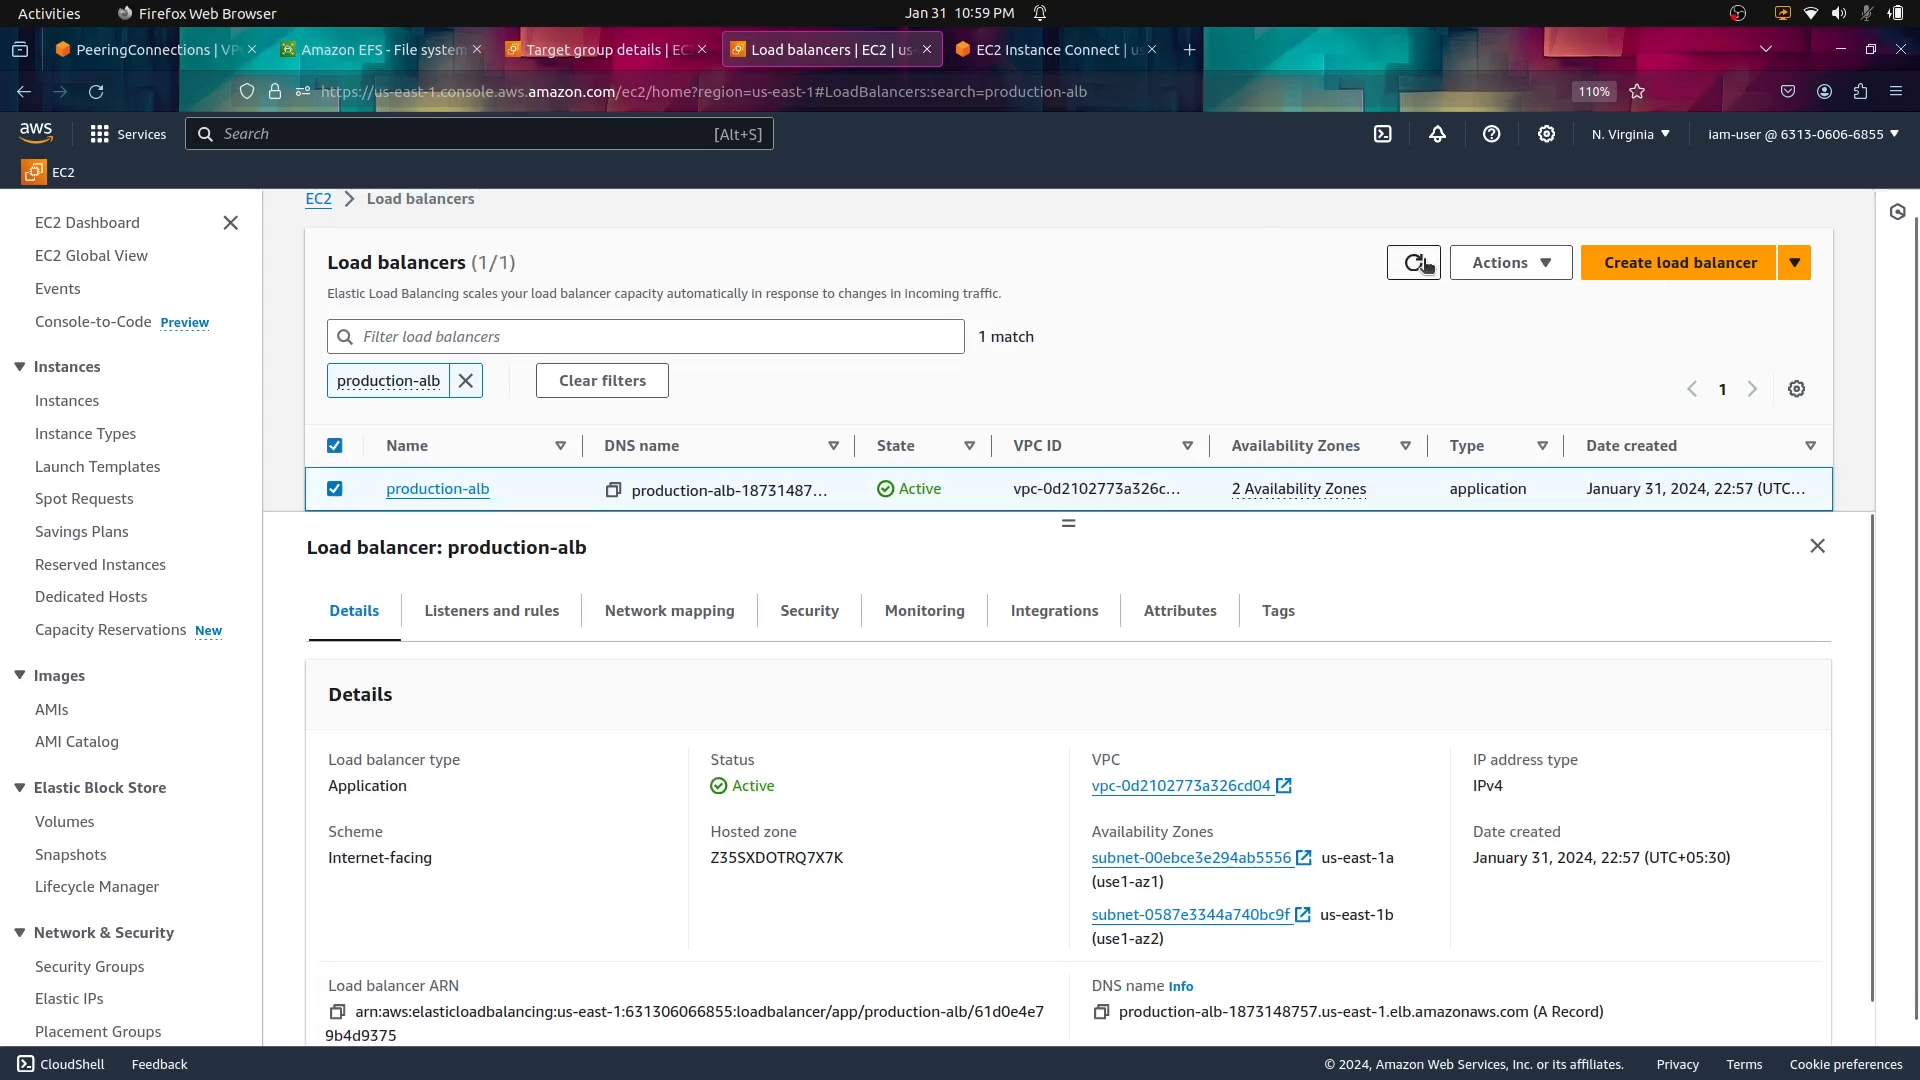 Activities Firefox Web Browser Jan 31 10:59 PM
PeeringConnections | VP Amazon EFS - File system Target group details | EC Load balancers | EC2 | us- EC2 Instance Connect | us
https://us-east-1.console.aws.amazon.com/ec2/home?region=us-east-1#LoadBalancers:search=production-alb 110%
aws Services Search [Alt+S] N. Virginia iam-user @ 6313-0606-6855
EC2
EC2 Dashboard
EC2 Global View
Events
Console-to-Code Preview
Instances
Instances
Instance Types
Launch Templates
Spot Requests
Savings Plans
Reserved Instances
Dedicated Hosts
Capacity Reservations New
Images
AMIs
AMI Catalog
Elastic Block Store
Volumes
Snapshots
Lifecycle Manager
Network & Security
Security Groups
Elastic IPs
Placement Groups
EC2 Load balancers
Load balancers (1/1) Actions Create load balancer
Elastic Load Balancing scales your load balancer capacity automatically in response to changes in incoming traffic.
Filter load balancers 1 match
production-alb Clear filters 1
Name DNS name State VPC ID Availability Zones Type Date created
production-alb production-alb-18731487... Active vpc-0d2102773a326c... 2 Availability Zones application January 31, 2024, 22:57 (UTC...
Load balancer: production-alb
Details Listeners and rules Network mapping Security Monitoring Integrations Attributes Tags
Details
Load balancer type Status VPC IP address type
Application Active vpc-0d2102773a326cd04 IPv4
Scheme Hosted zone Availability Zones Date created
Internet-facing Z35SXDOTRQ7X7K subnet-00ebce3e294ab5556 us-east-1a January 31, 2024, 22:57 (UTC+05:30)
(use1-az1)
subnet-0587e3344a740bc9f us-east-1b
(use1-az2)
Load balancer ARN DNS name Info
arn:aws:elasticloadbalancing:us-east-1:631306066855:loadbalancer/app/production-alb/61d0e4e7 production-alb-1873148757.us-east-1.elb.amazonaws.com (A Record)
9b4d9375
CloudShell Feedback © 2024, Amazon Web Services, Inc. or its affiliates. Privacy Terms Cookie preferences